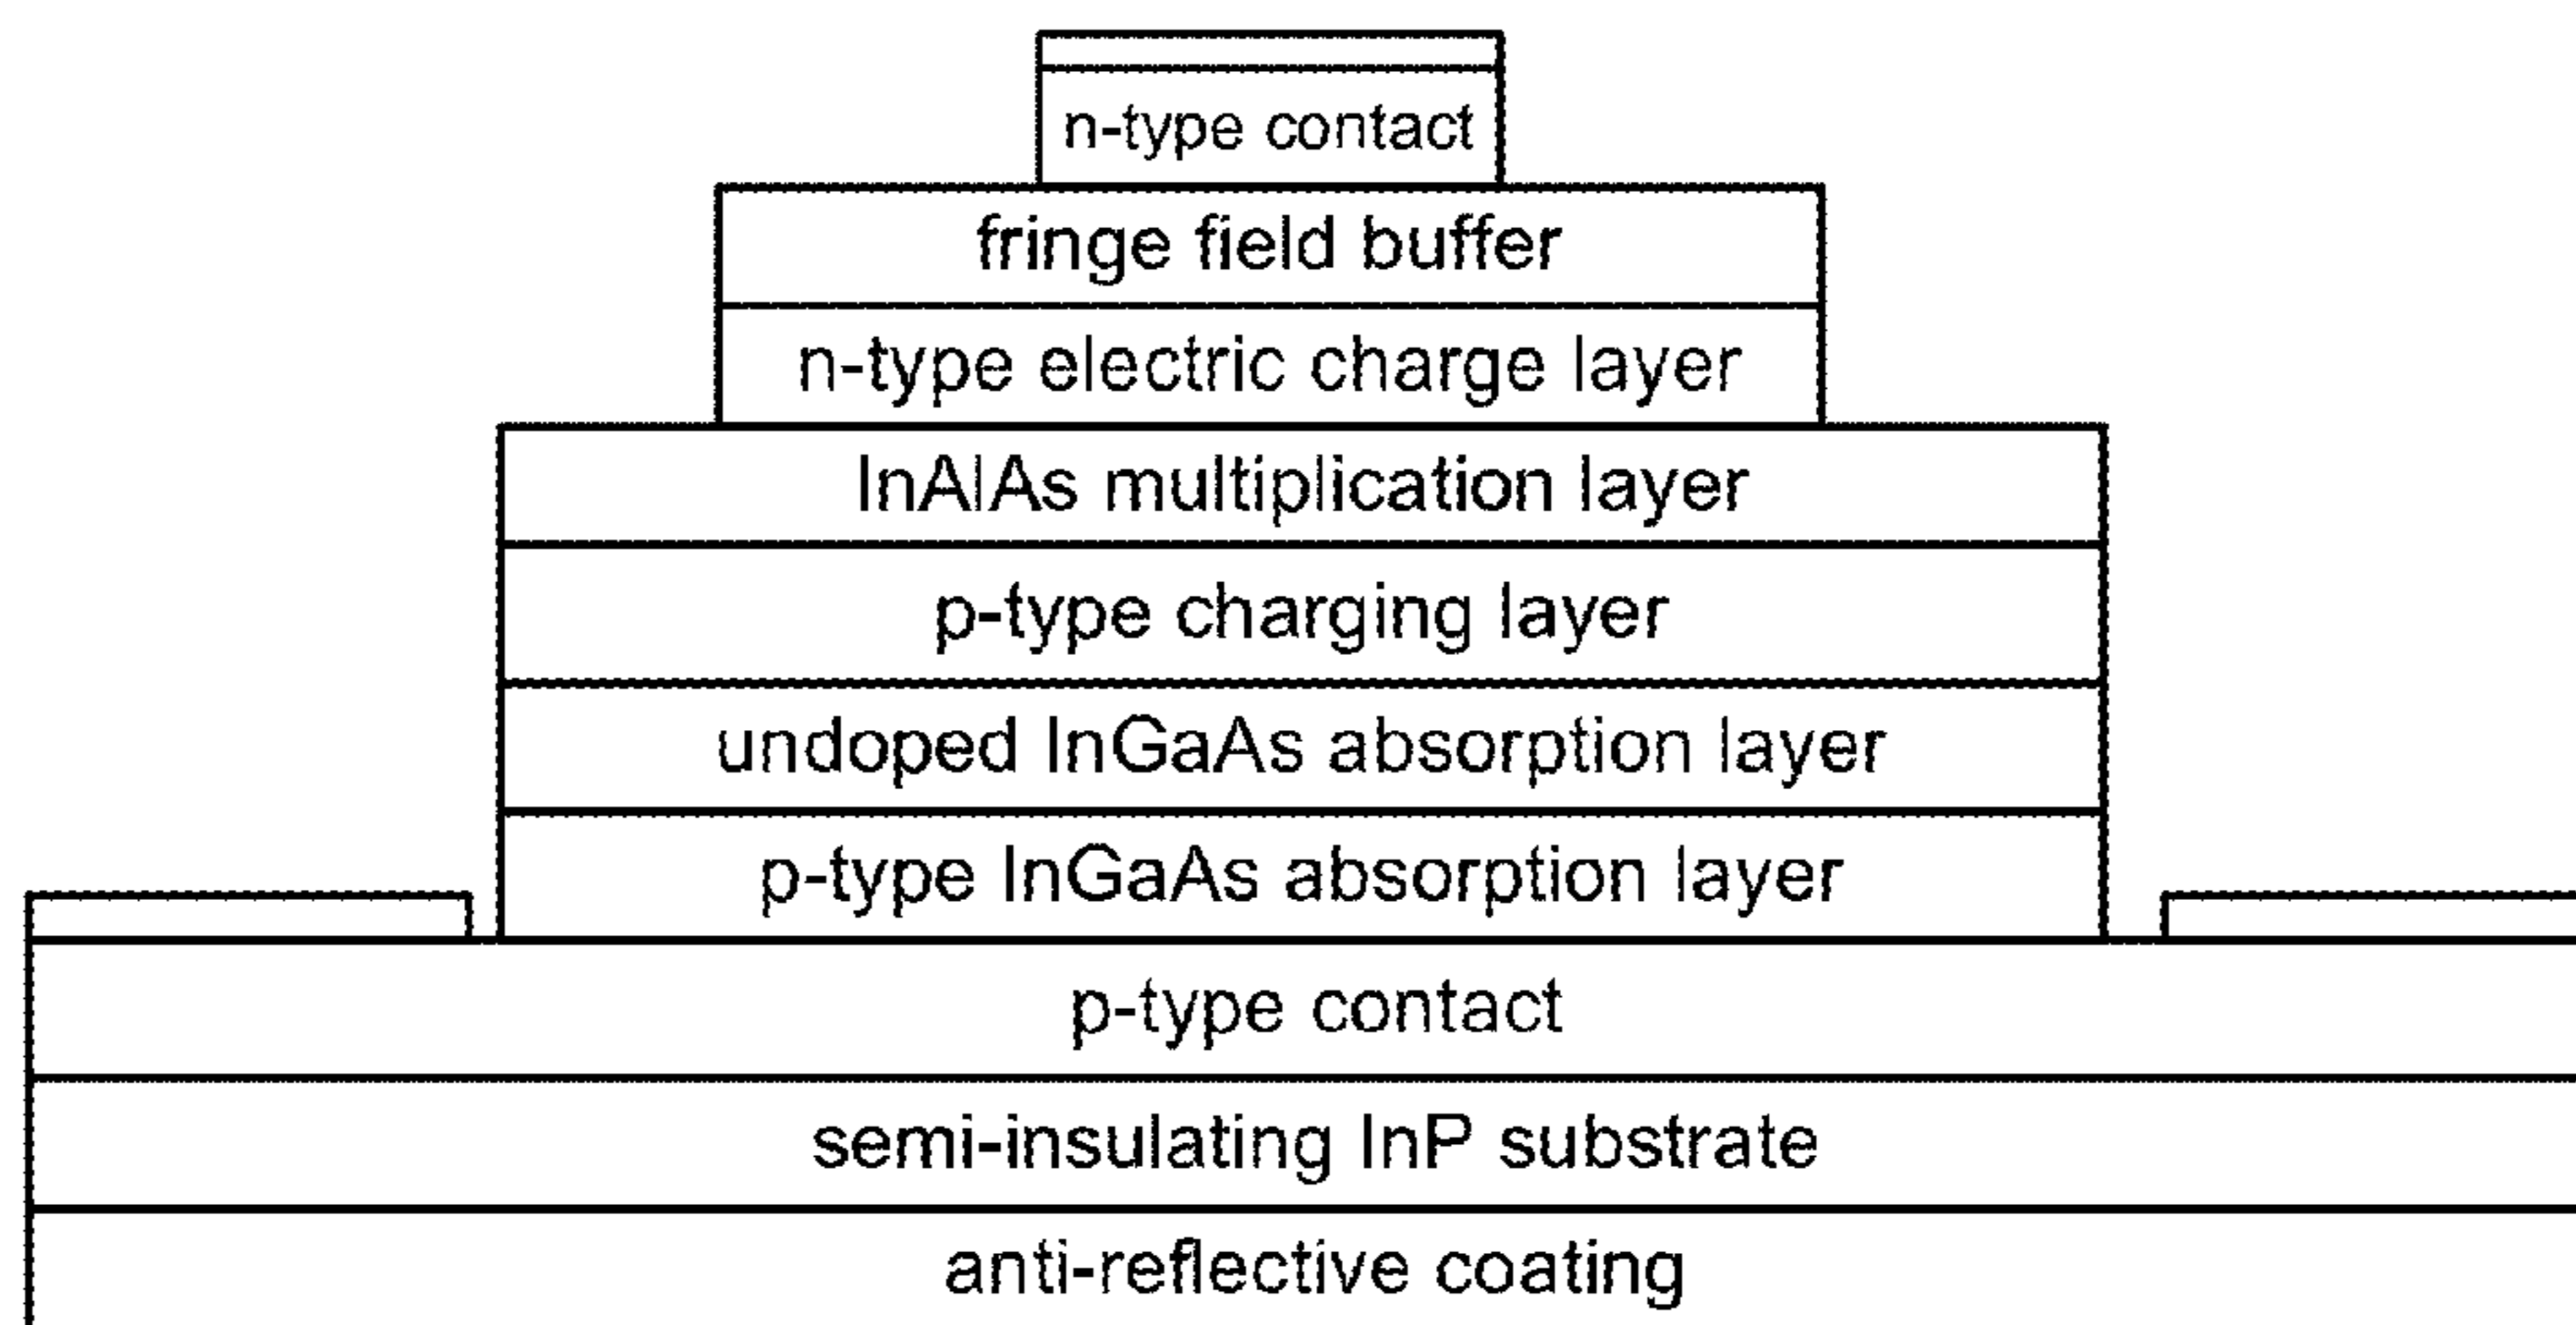 n-type contact
fringe field buffer
n-type electric charge layer
InAlAs multiplication layer
p-type charging layer
undoped InGaAs absorption layer
p-type InGaAs absorption layer
p-type contact
semi-insulating InP substrate
anti-reflective coating